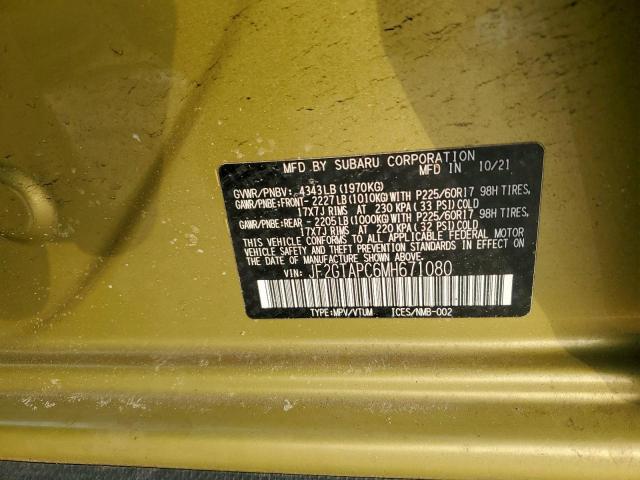 MFD BY SUBARU CORPORATION
MFD IN 10/21
GVWR/PNBV: 4343LB(1970KG)
GAWR/PNBE:FRONT-2227LB(1010KG)WITH P225/60R17 98H TIRES,
17X7J RIMS AT 230 KPA(33 PSI)COLD
GAWR/PNBE:REAR -2205LB(1000KG)WITH P225/60R17 98H TIRES,
17X7J RIMS AT 220 KPA(32 PSI)COLD
THIS VEHICLE CONFORMS TO ALL APPLICABLE FEDERAL MOTOR
VEHICLE SAFETY AND THEFT PREVENTION STANDARDS IN EFFECT ON
THE DATE OF MANUFACTURE SHOWN ABOVE.
VIN: JF2GTAPC6MH671080
TYPE:MPV/VTUM ICES/NMB-002